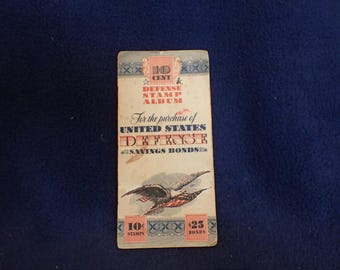 10
CENT
DEFENSE
STAMP
ALBUM
For the purchase of
UNITED STATES
DEFENSE
SAVINGS BONDS
10¢ $25
STAMPS BONDS